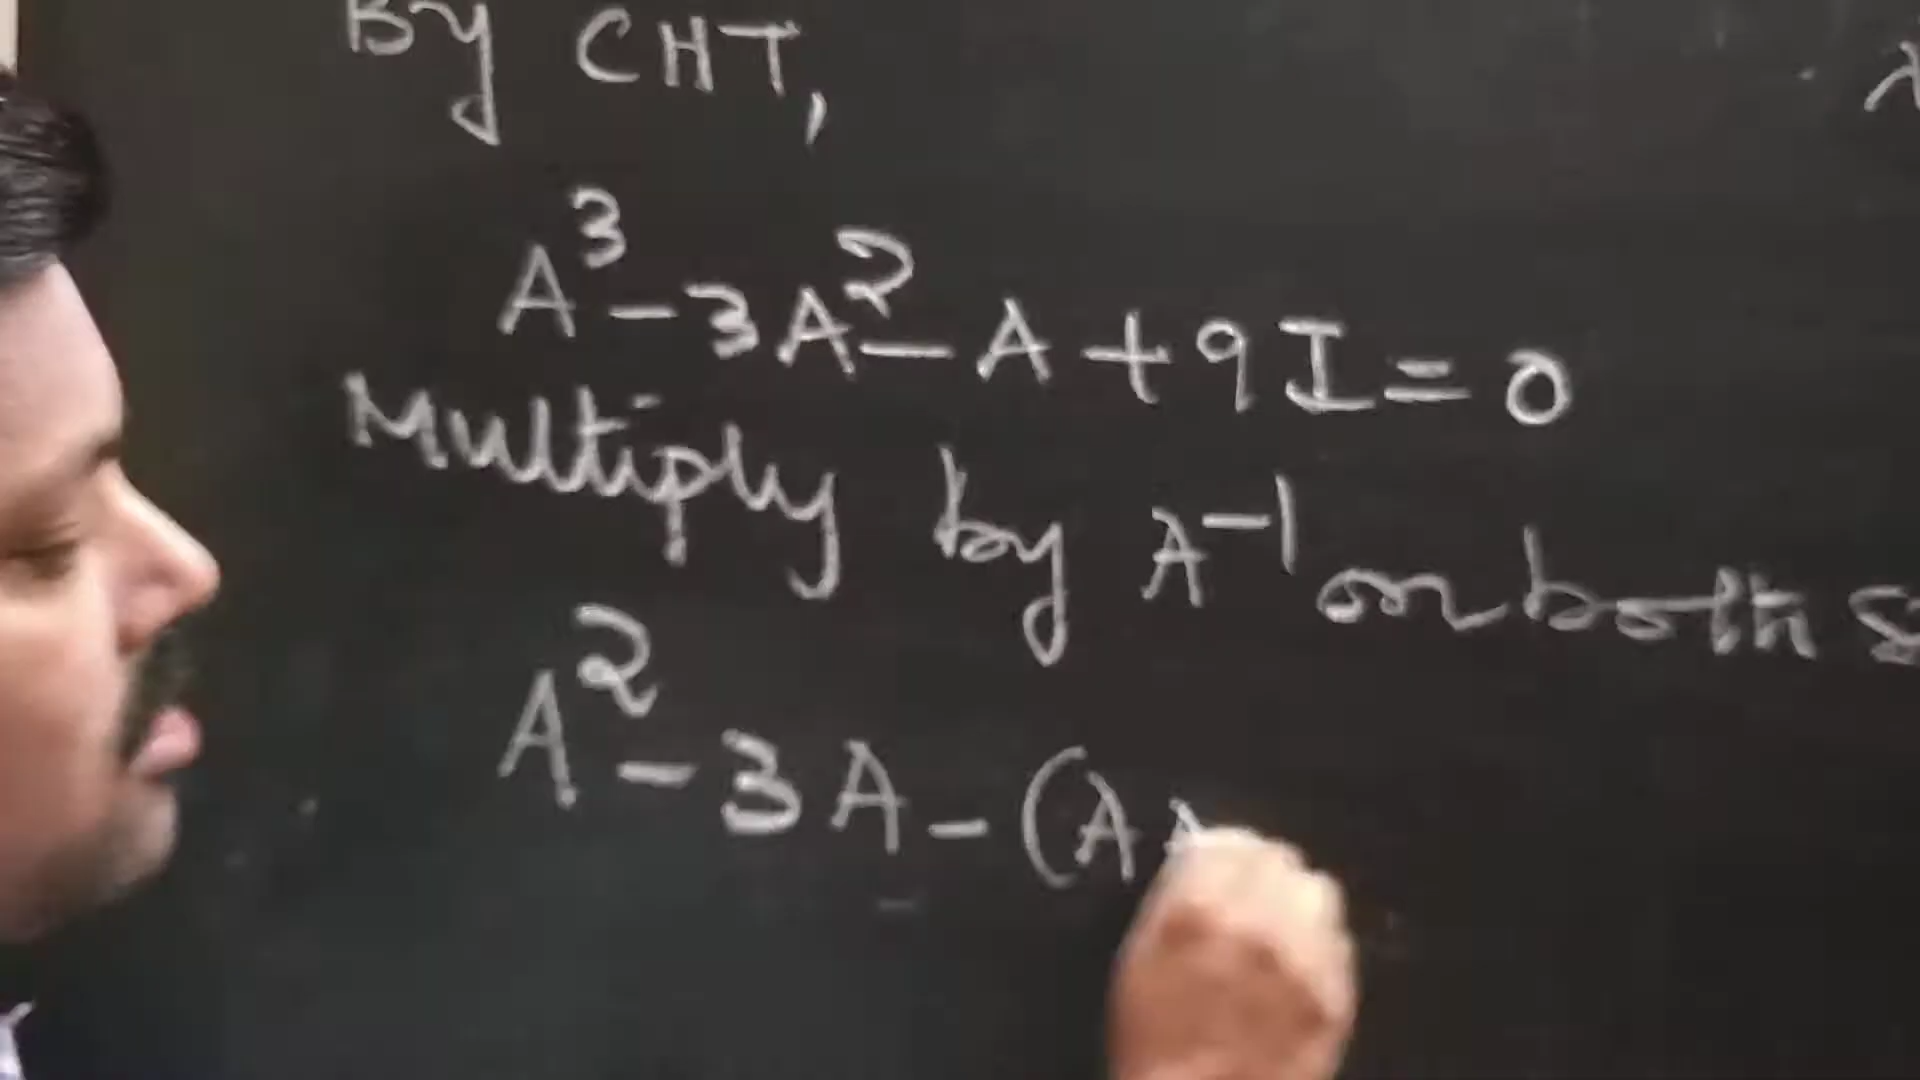 By CHT,
λ
A³ - 3A² - A + 9I = 0
Multiply by A⁻¹ on both
A² - 3A - (A A